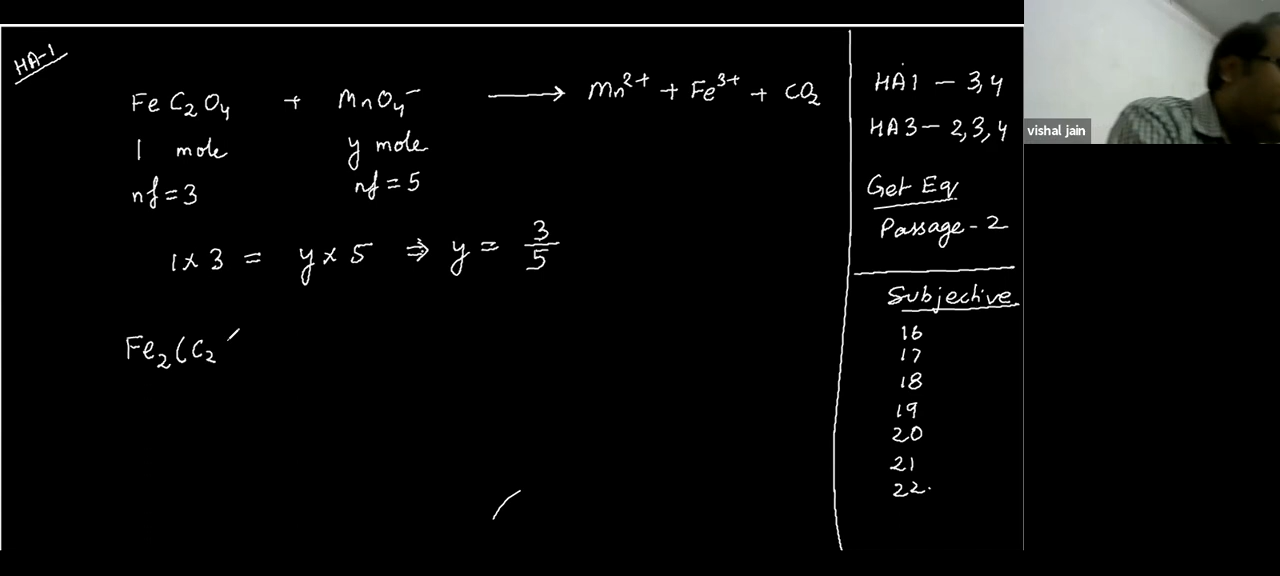 HA-1
FeC₂O₄ + MnO₄⁻ ⟶ Mn²⁺ + Fe³⁺ + CO₂
1 mole y mole
nf = 3 nf = 5
1 × 3 = y × 5 ⇒ y = 3/5
Fe₂(C₂
HA1 – 3,4
HA3 – 2,3,4
Get Eq
Passage - 2
Subjective
16
17
18
19
20
21
22.
vishal jain